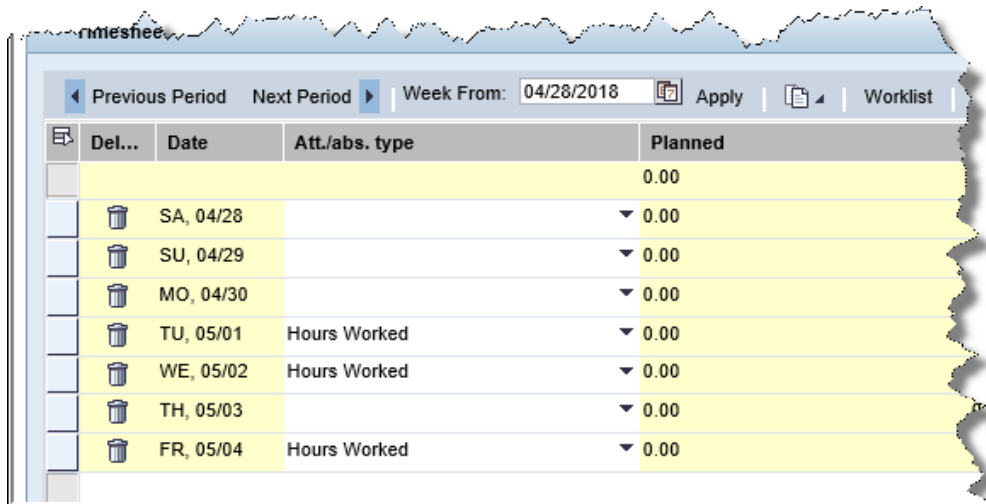 Timeshee
Previous Period Next Period Week From: 04/28/2018 Apply Worklist
Del... Date Att./abs. type Planned
0.00
SA, 04/28 0.00
SU, 04/29 0.00
MO, 04/30 0.00
TU, 05/01 Hours Worked 0.00
WE, 05/02 Hours Worked 0.00
TH, 05/03 0.00
FR, 05/04 Hours Worked 0.00